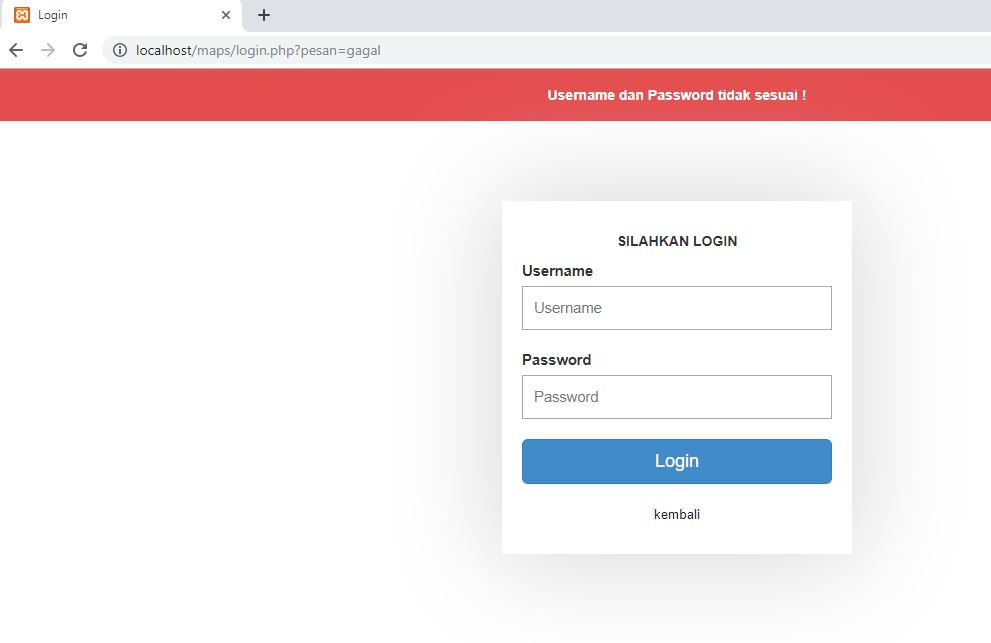 Login
localhost/maps/login.php?pesan=gagal
Username dan Password tidak sesuai !
SILAHKAN LOGIN
Username
Username
Password
Password
Login
kembali